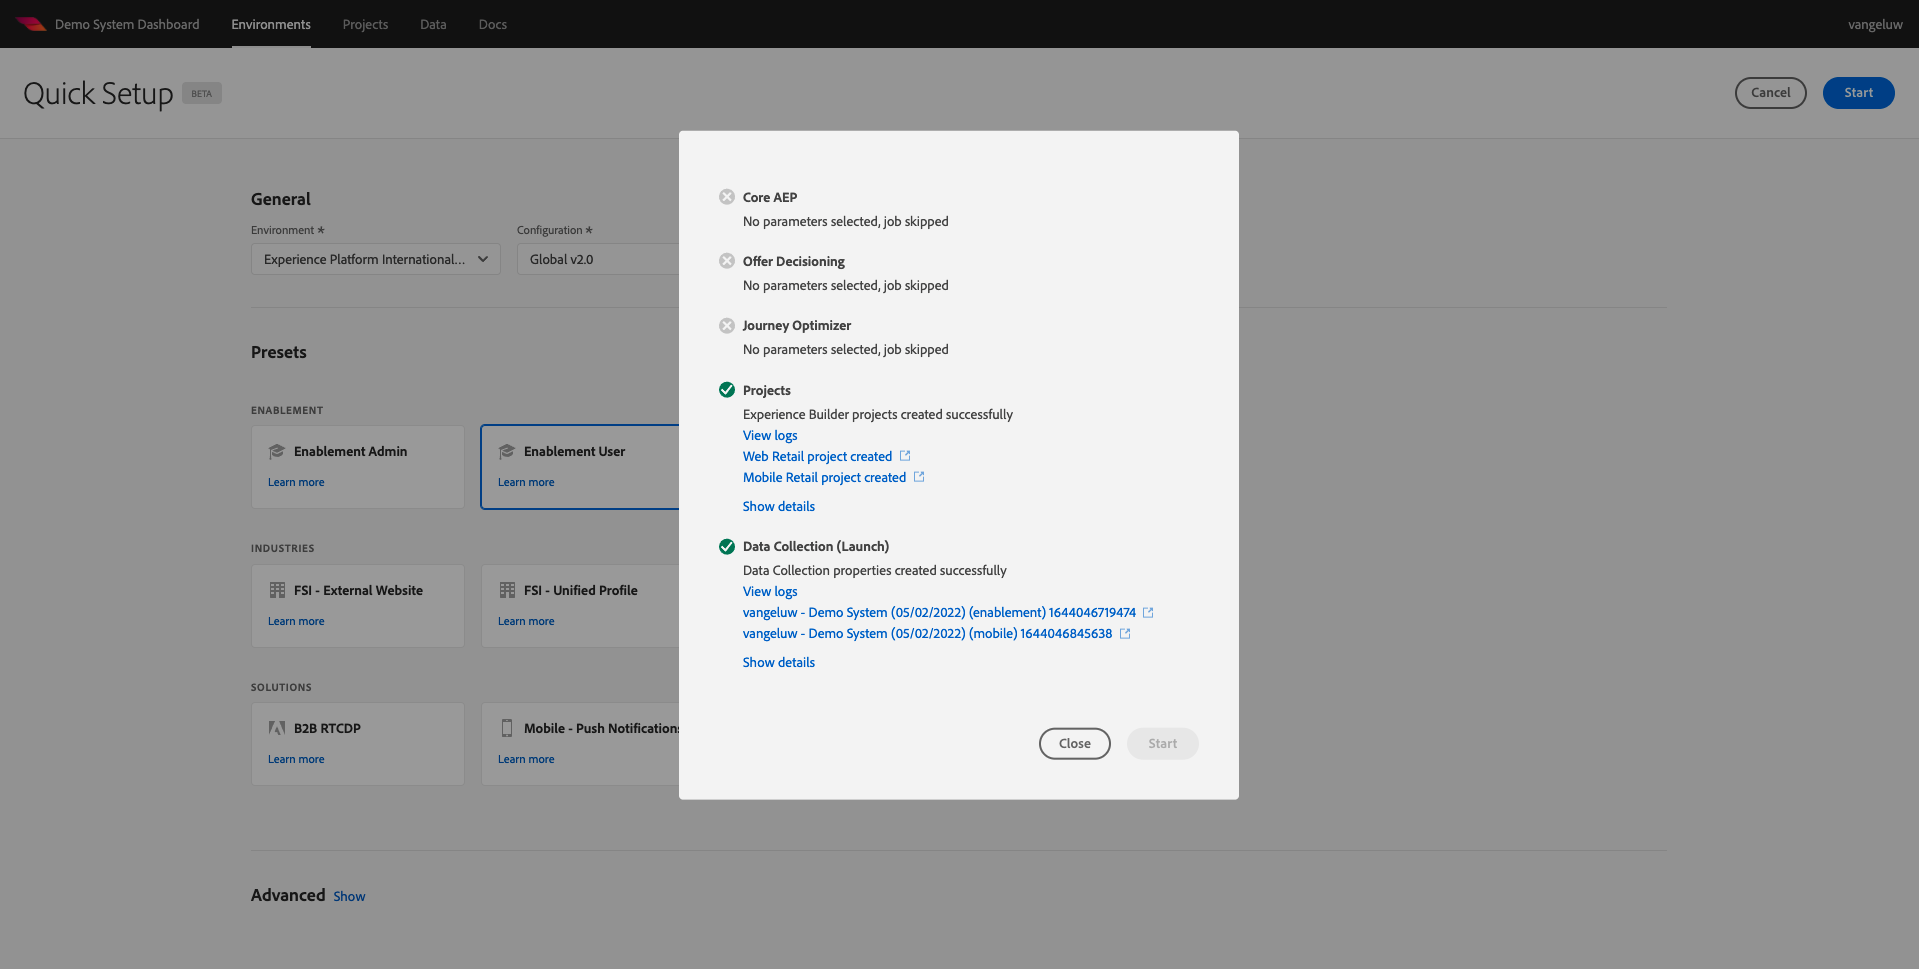 Demo System Dashboard
Environments
Projects
Data
Docs
vangeluw
Quick Setup
BETA
Cancel
Start
General
Environment *
Configuration *
Experience Platform International...
Global v2.0
Presets
ENABLEMENT
Enablement Admin
Learn more
Enablement User
Learn more
INDUSTRIES
FSI - External Website
Learn more
FSI - Unified Profile
Learn more
SOLUTIONS
B2B RTCDP
Learn more
Mobile - Push Notifications
Learn more
Advanced Show
Core AEP
No parameters selected, job skipped
Offer Decisioning
No parameters selected, job skipped
Journey Optimizer
No parameters selected, job skipped
Projects
Experience Builder projects created successfully
View logs
Web Retail project created
Mobile Retail project created
Show details
Data Collection (Launch)
Data Collection properties created successfully
View logs
vangeluw - Demo System (05/02/2022) (enablement) 1644046719474
vangeluw - Demo System (05/02/2022) (mobile) 1644046845638
Show details
Close
Start